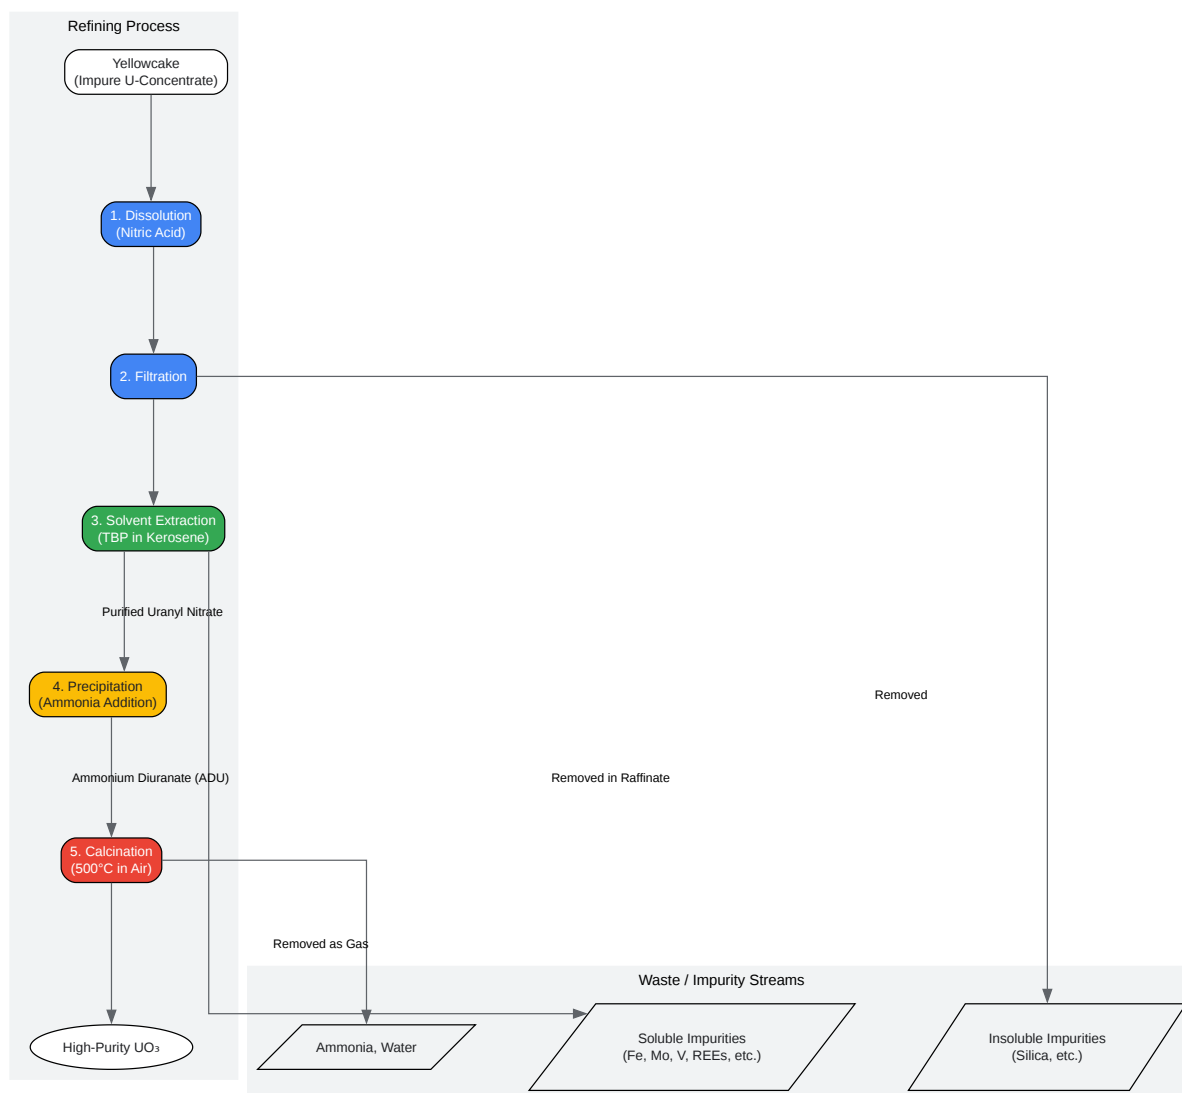 Refining Process
Yellowcake
(Impure U-Concentrate)
1. Dissolution
(Nitric Acid)
2. Filtration
3. Solvent Extraction
(TBP in Kerosene)
Purified Uranyl Nitrate
4. Precipitation
(Ammonia Addition)
Removed
Ammonium Diuranate (ADU)
Removed in Raffinate
5. Calcination
(500°C in Air)
Removed as Gas
Waste / Impurity Streams
High-Purity UO₃
Ammonia, Water
Soluble Impurities
(Fe, Mo, V, REEs, etc.)
Insoluble Impurities
(Silica, etc.)